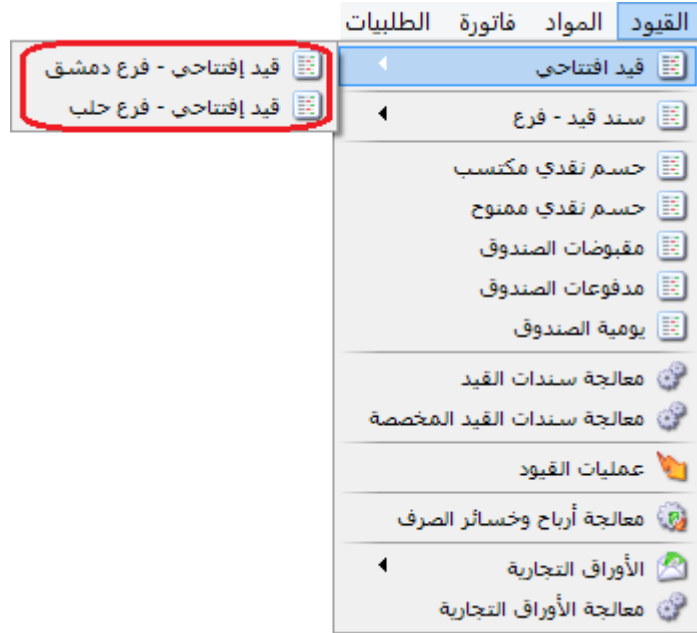 القيود المواد فاتورة الطلبيات
قيد افتتاحي
قيد إفتتاحي - فرع دمشق
قيد إفتتاحي - فرع حلب
سند قيد - فرع
حسم نقدي مكتسب
حسم نقدي ممنوح
مقبوضات الصندوق
مدفوعات الصندوق
يومية الصندوق
معالجة سندات القيد
معالجة سندات القيد المخصصة
عمليات القيود
معالجة أرباح وخسائر الصرف
الأوراق التجارية
معالجة الأوراق التجارية